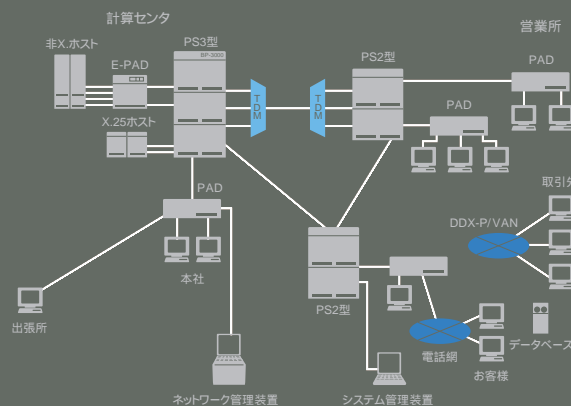 計算センタ
営業所
非X.ホスト
PS3型
BP-3000
E-PAD
PS2型
PAD
TDM
TDM
PAD
X.25ホスト
PAD
取引先
DDX-P/VAN
本社
PS2型
出張所
電話網
データベース
お客様
ネットワーク管理装置
システム管理装置